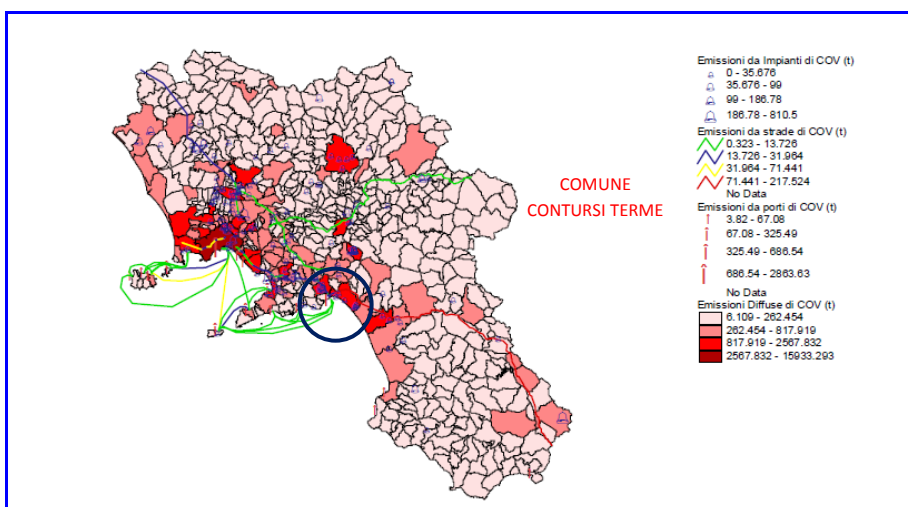 Emissioni da Impianti di COV (t)
0 - 35.676
35.676 - 99
99 - 186.78
186.78 - 810.5
Emissioni da strade di COV (t)
0.323 - 13.726
13.726 - 31.964
31.964 - 71.441
71.441 - 217.524
No Data
Emissioni da porti di COV (t)
3.82 - 67.08
67.08 - 325.49
325.49 - 686.54
686.54 - 2863.63
No Data
Emissioni Diffuse di COV (t)
6.109 - 262.454
262.454 - 817.919
817.919 - 2567.832
2567.832 - 15933.293
COMUNE
CONTURSI TERME